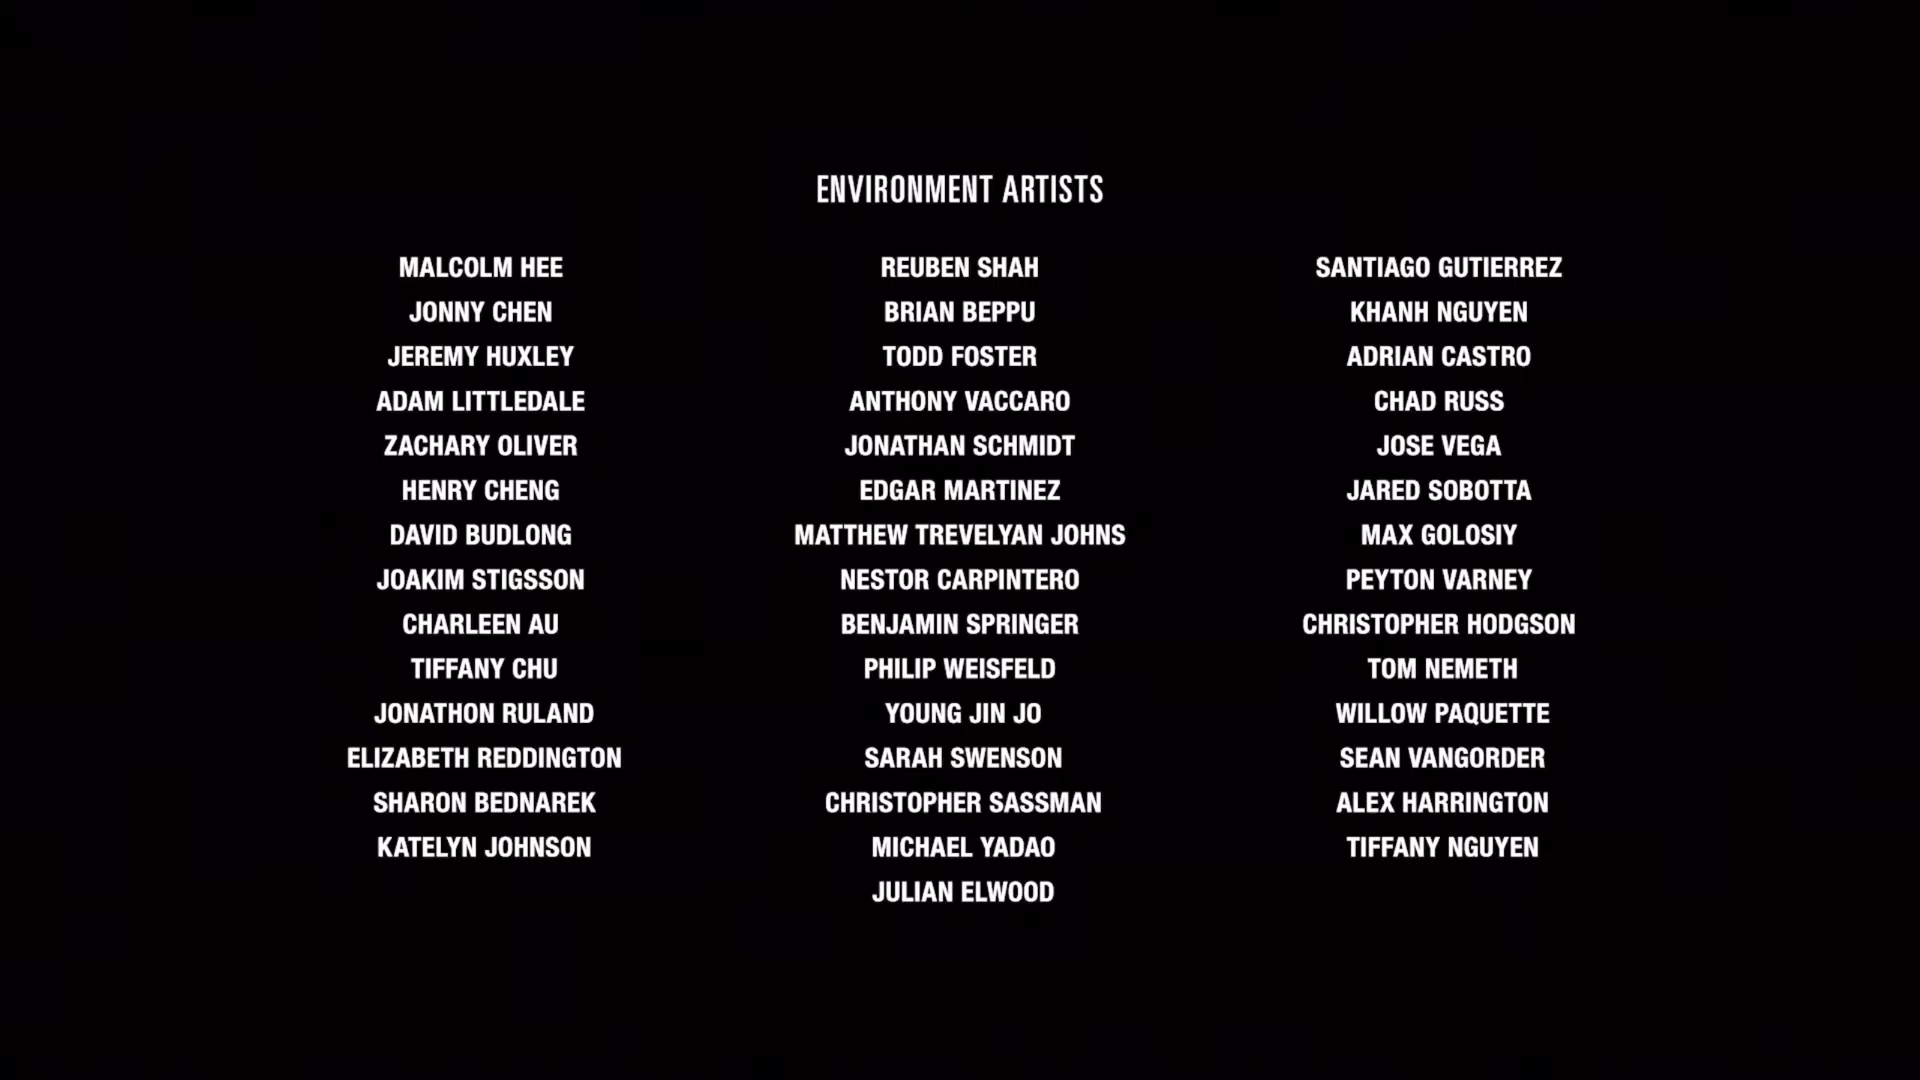 ENVIRONMENT ARTISTS
MALCOLM HEE
JONNY CHEN
JEREMY HUXLEY
ADAM LITTLEDALE
ZACHARY OLIVER
HENRY CHENG
DAVID BUDLONG
JOAKIM STIGSSON
CHARLEEN AU
TIFFANY CHU
JONATHON RULAND
ELIZABETH REDDINGTON
SHARON BEDNAREK
KATELYN JOHNSON
REUBEN SHAH
BRIAN BEPPU
TODD FOSTER
ANTHONY VACCARO
JONATHAN SCHMIDT
EDGAR MARTINEZ
MATTHEW TREVELYAN JOHNS
NESTOR CARPINTERO
BENJAMIN SPRINGER
PHILIP WEISFELD
YOUNG JIN JO
SARAH SWENSON
CHRISTOPHER SASSMAN
MICHAEL YADAO
JULIAN ELWOOD
SANTIAGO GUTIERREZ
KHANH NGUYEN
ADRIAN CASTRO
CHAD RUSS
JOSE VEGA
JARED SOBOTTA
MAX GOLOSIY
PEYTON VARNEY
CHRISTOPHER HODGSON
TOM NEMETH
WILLOW PAQUETTE
SEAN VANGORDER
ALEX HARRINGTON
TIFFANY NGUYEN